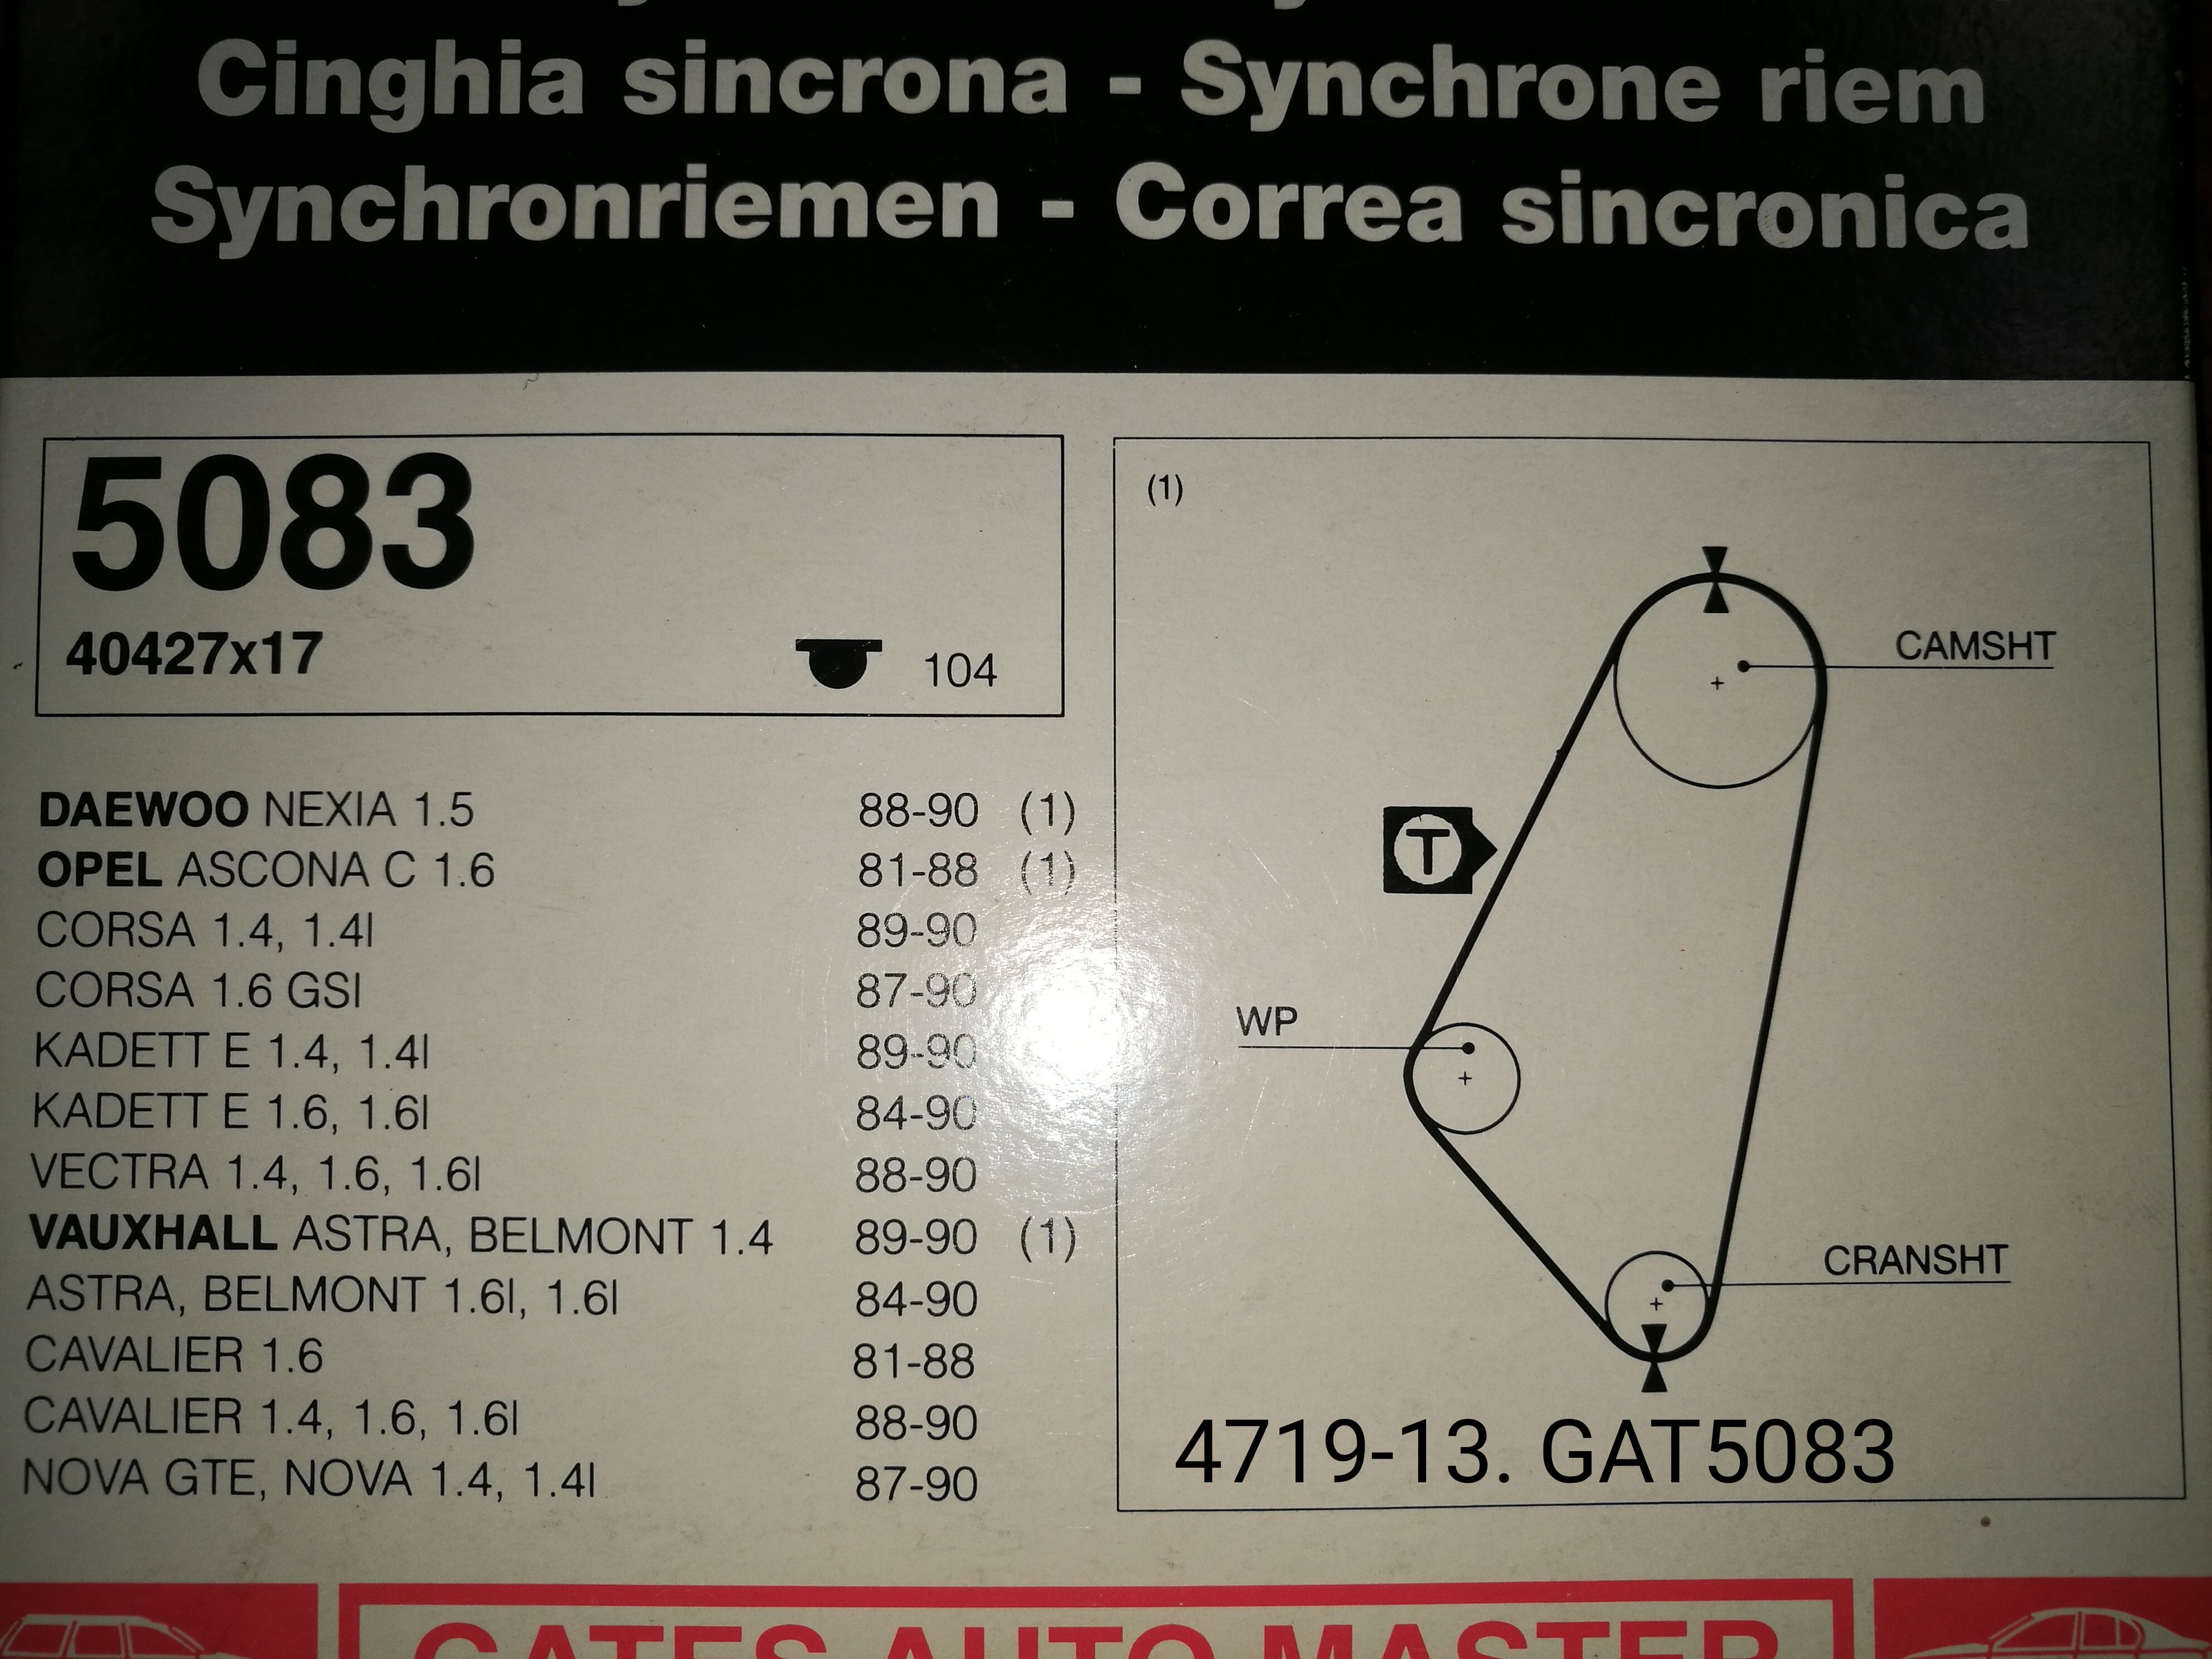 Cinghia sincrona - Synchrone riem
Synchronriemen - Correa sincronica
5083
40427x17
104
DAEWOO NEXIA 1.5 88-90 (1)
OPEL ASCONA C 1.6 81-88 (1)
CORSA 1.4, 1.4I 89-90
CORSA 1.6 GSI 87-90
KADETT E 1.4, 1.4I 89-90
KADETT E 1.6, 1.6I 84-90
VECTRA 1.4, 1.6, 1.6I 88-90
VAUXHALL ASTRA, BELMONT 1.4 89-90 (1)
ASTRA, BELMONT 1.6I, 1.6I 84-90
CAVALIER 1.6 81-88
CAVALIER 1.4, 1.6, 1.6I 88-90
NOVA GTE, NOVA 1.4, 1.4I 87-90
(1)
CAMSHT
T
WP
CRANSHT
4719-13. GAT5083
GATES AUTO MASTER